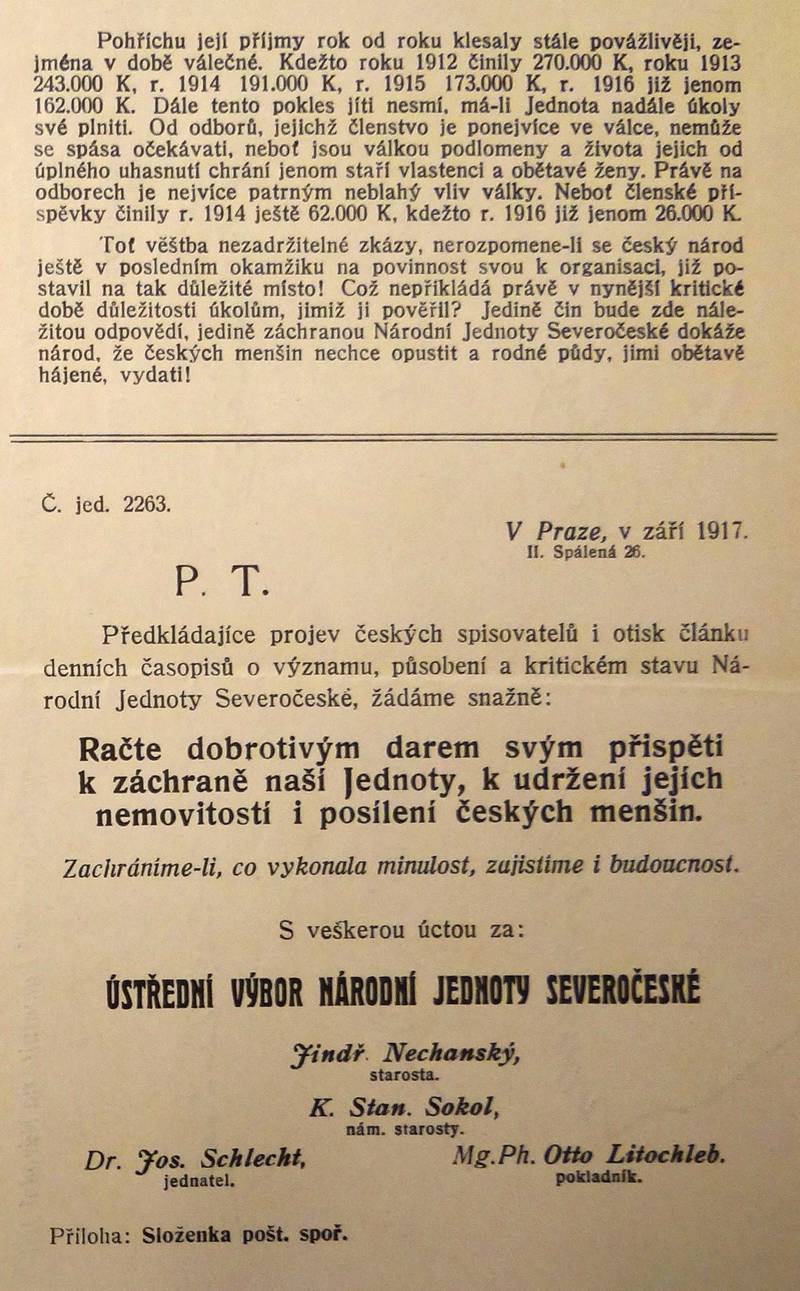 Pohříchu její příjmy rok od roku klesaly stále povážlivěji, ze-
jména v době válečné. Kdežto roku 1912 činily 270.000 K, roku 1913
243.000 K, r. 1914 191.000 K, r. 1915 173.000 K, r. 1916 již jenom
162.000 K. Dále tento pokles jíti nesmí, má-li Jednota nadále úkoly
své plniti. Od odborů, jejichž členstvo je ponejvíce ve válce, nemůže
se spása očekávati, neboť jsou válkou podlomeny a života jejich od
úplného uhasnutí chrání jenom staří vlastenci a obětavé ženy. Právě na
odborech je nejvíce patrným neblahý vliv války. Neboť členské pří-
spěvky činily r. 1914 ještě 62.000 K, kdežto r. 1916 již jenom 26.000 K.
Toť věštba nezadržitelné zkázy, nerozpomene-li se český národ
ještě v posledním okamžiku na povinnost svou k organisaci, již po-
stavil na tak důležité místo! Což nepřikládá právě v nynější kritické
době důležitosti úkolům, jimiž ji pověřil? Jedině čin bude zde nále-
žitou odpovědí, jedině záchranou Národní Jednoty Severočeské dokáže
národ, že českých menšin nechce opustit a rodné půdy, jimi obětavě
hájené, vydati!
Č. jed. 2263.
V Praze, v září 1917.
II. Spálená 26.
P. T.
Předkládajíce projev českých spisovatelů i otisk článku
denních časopisů o významu, působení a kritickém stavu Ná-
rodní Jednoty Severočeské, žádáme snažně:
Račte dobrotivým darem svým přispěti
k záchraně naší Jednoty, k udržení jejích
nemovitostí i posílení českých menšin.
Zachráníme-li, co vykonala minulost, zajistíme i budoucnost.
S veškerou úctou za:
ÚSTŘEDNÍ VÝBOR NÁRODNÍ JEDNOTY SEVEROČESKÉ
Jindř. Nechanský,
starosta.
K. Stan. Sokol,
nám. starosty.
Dr. Jos. Schlecht, Mg.Ph. Otto Litochleb.
jednatel. pokladník.
Příloha: Složenka pošt. spoř.